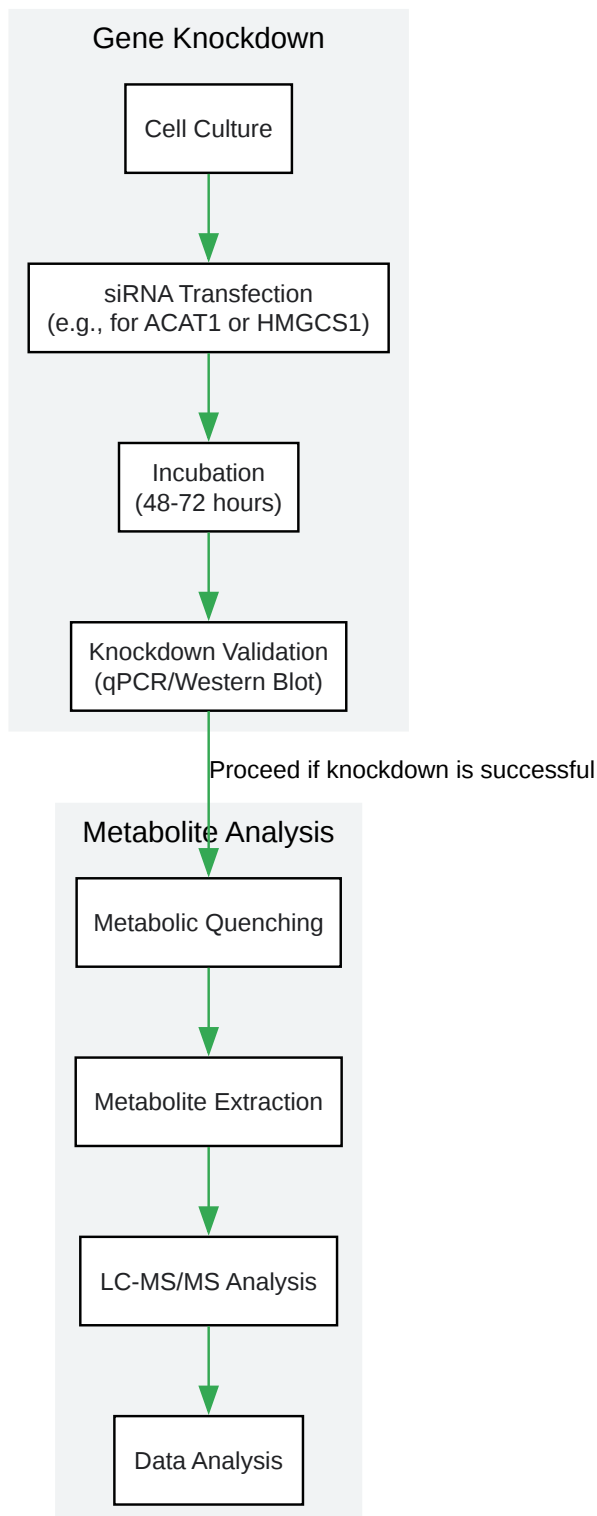 Gene Knockdown
Cell Culture
siRNA Transfection
(e.g., for ACAT1 or HMGCS1)
Incubation
(48-72 hours)
Knockdown Validation
(qPCR/Western Blot)
Proceed if knockdown is successful
Metabolite Analysis
Metabolic Quenching
Metabolite Extraction
LC-MS/MS Analysis
Data Analysis